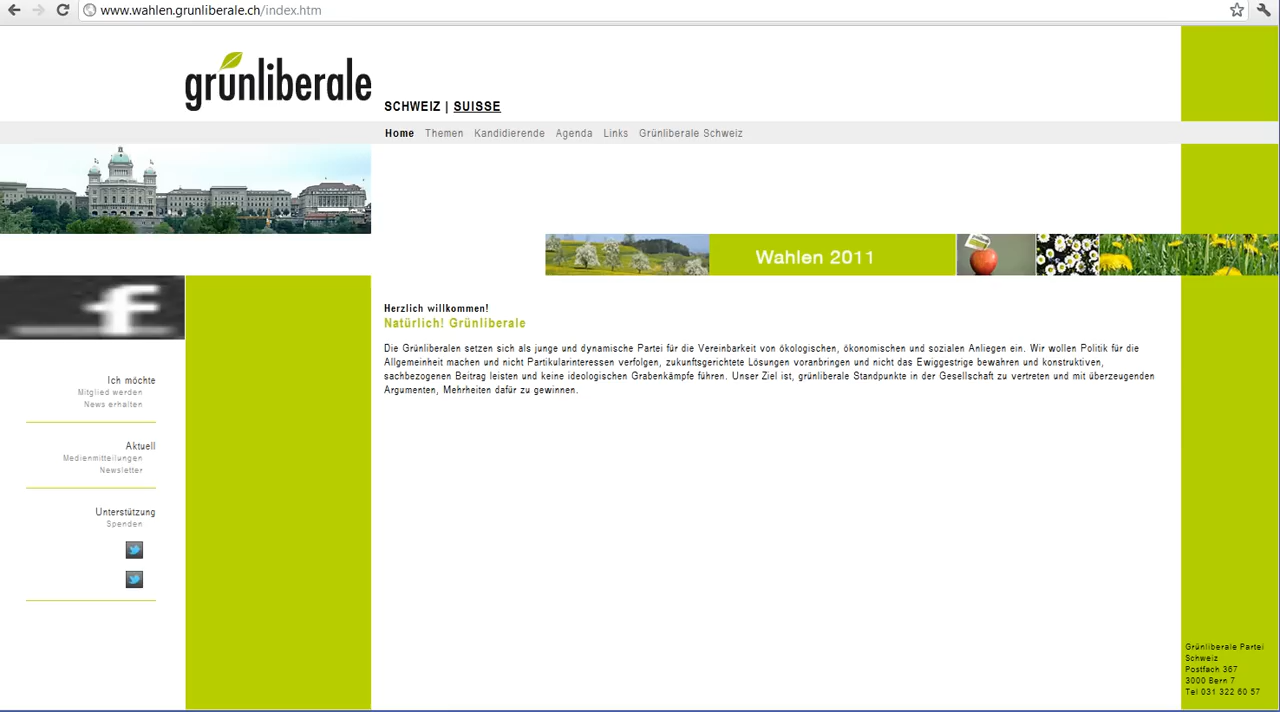 www.wahlen.grunliberale.ch/index.htm
grünliberale
SCHWEIZ | SUISSE
Home Themen Kandidierende Agenda Links Grünliberale Schweiz
Wahlen 2011
Herzlich willkommen!
Natürlich! Grünliberale
Die Grünliberalen setzen sich als junge und dynamische Partei für die Vereinbarkeit von ökologischen, ökonomischen und sozialen Anliegen ein. Wir wollen Politik für die
Allgemeinheit machen und nicht Partikularinteressen verfolgen, zukunftsgerichtete Lösungen voranbringen und nicht das Ewiggestrige bewahren und konstruktiven,
sachbezogenen Beitrag leisten und keine ideologischen Grabenkämpfe führen. Unser Ziel ist, grünliberale Standpunkte in der Gesellschaft zu vertreten und mit überzeugenden
Argumenten, Mehrheiten dafür zu gewinnen.
Ich möchte
Mitglied werden
News erhalten
Aktuell
Medienmitteilungen
Newsletter
Unterstützung
Spenden
Grünliberale Partei
Schweiz
Postfach 367
3000 Bern 7
Tel 031 322 60 57